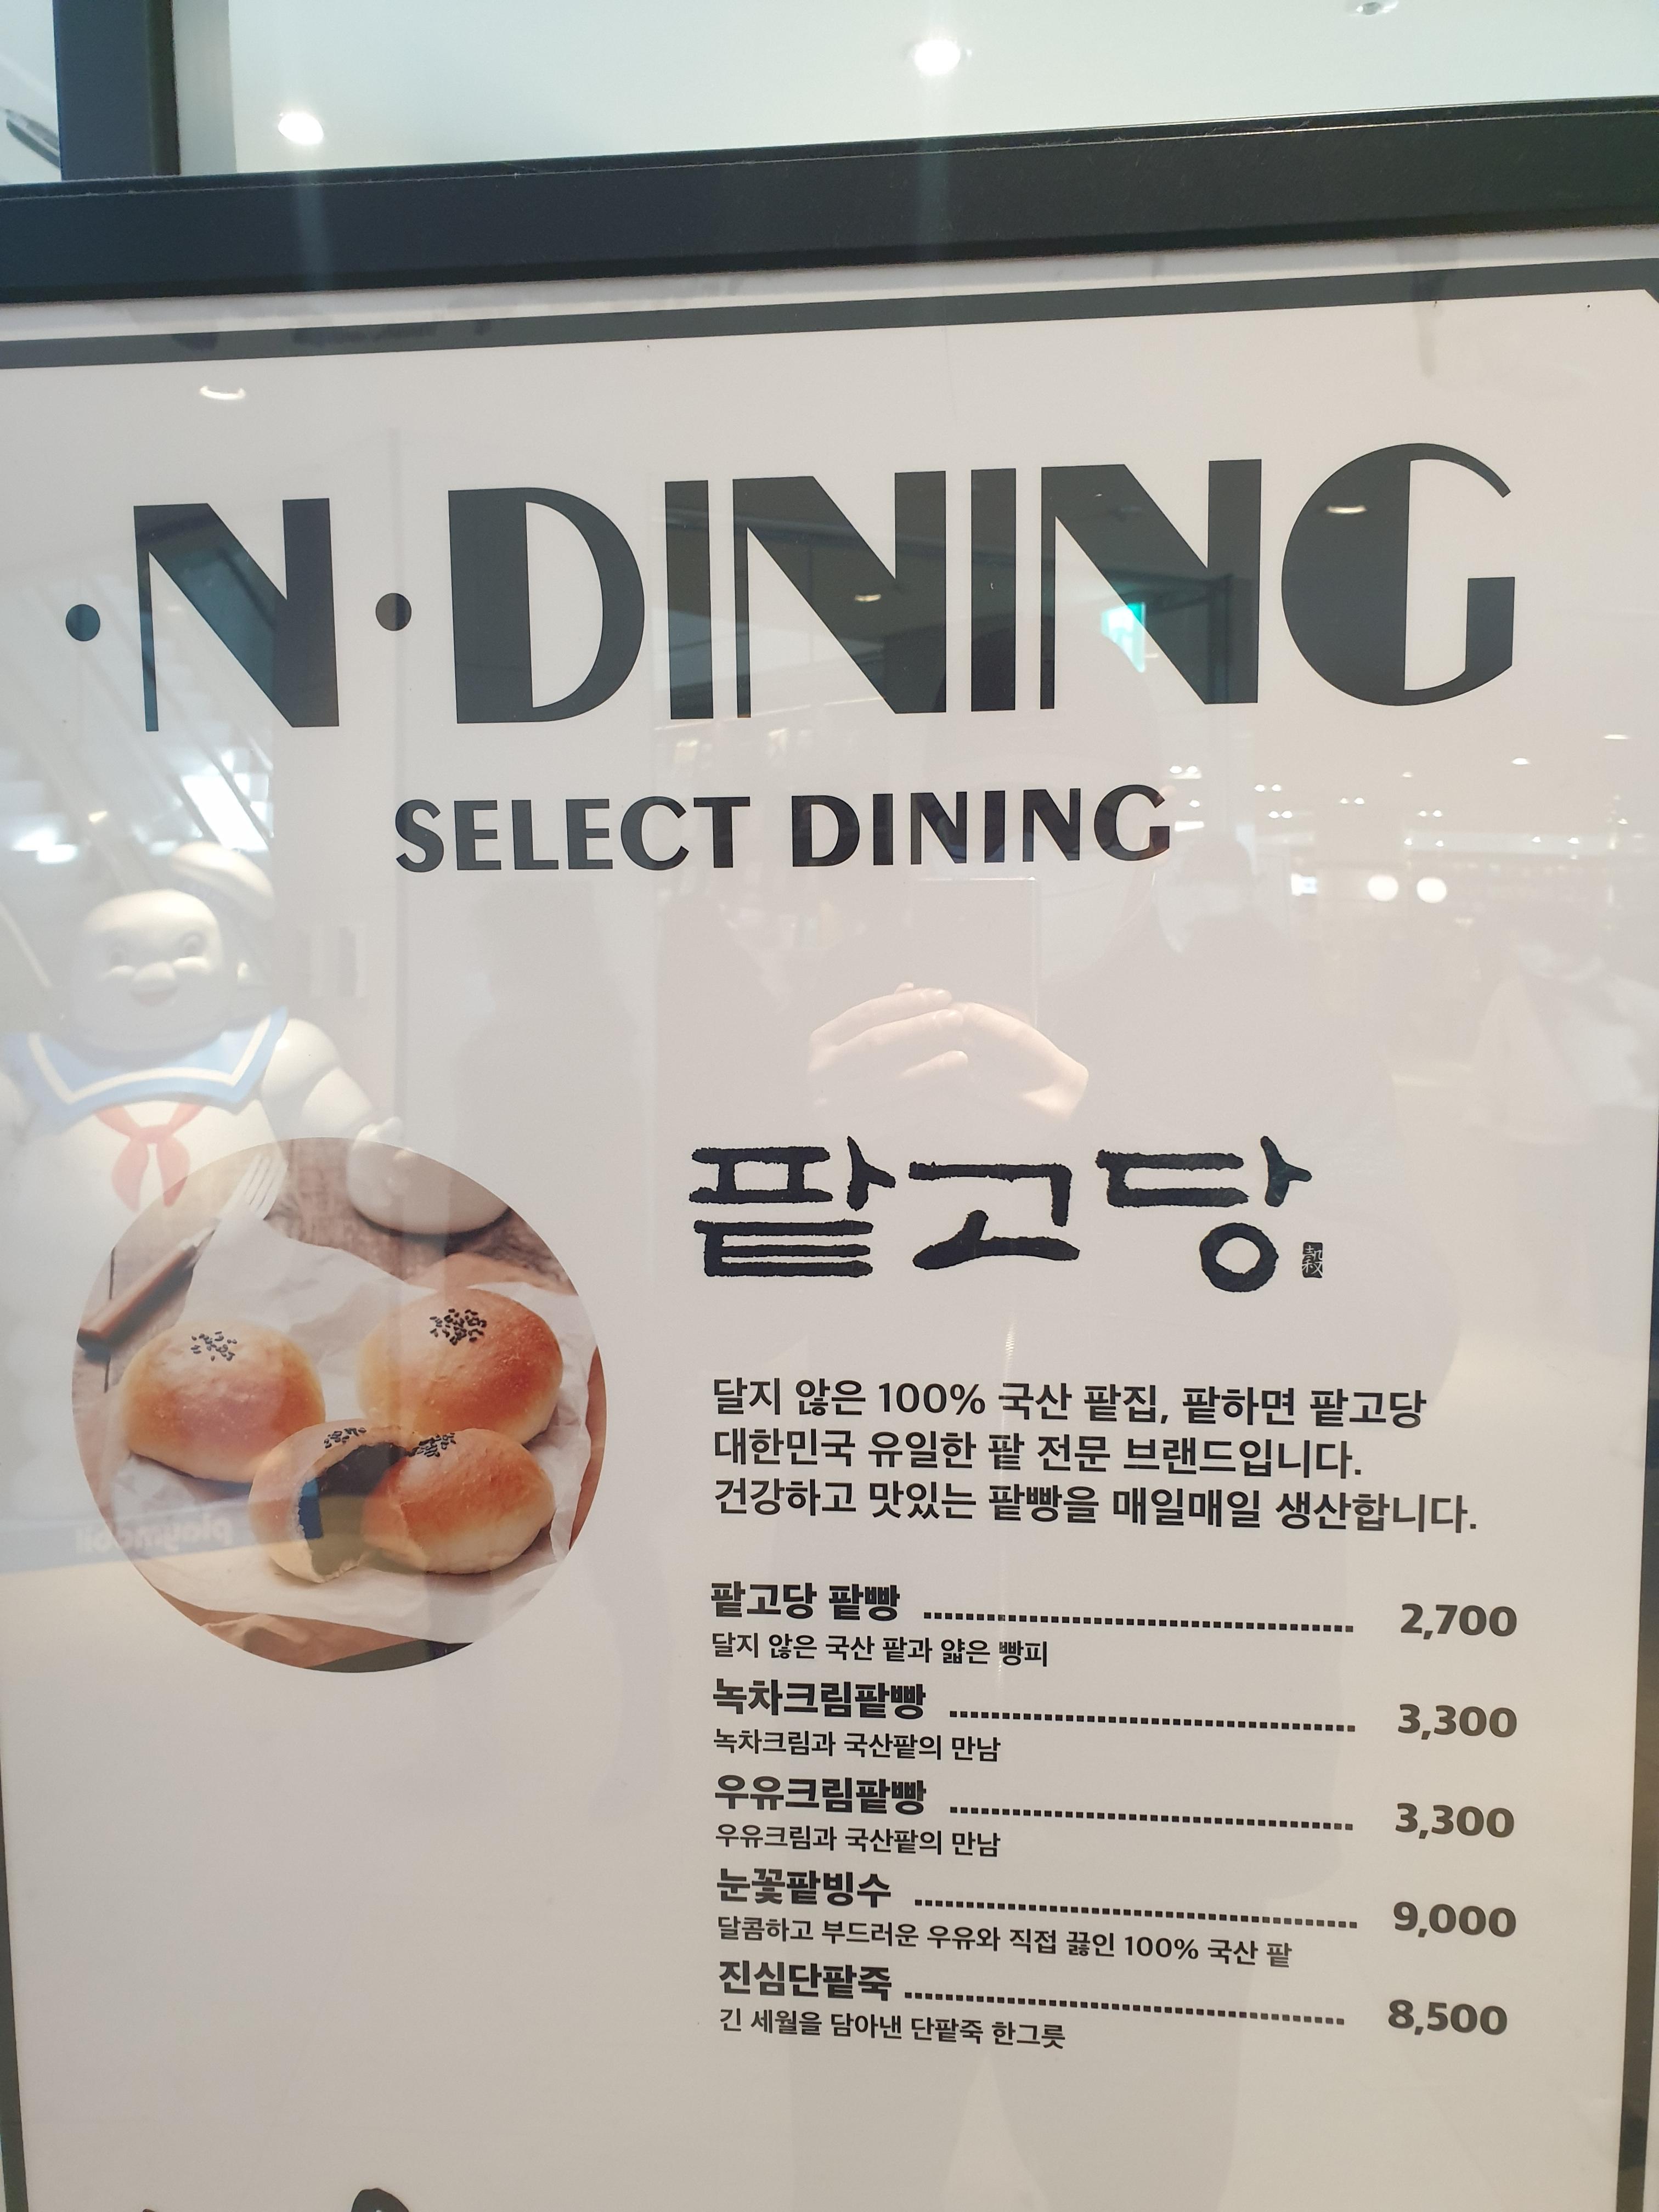 ·N·DINING
SELECT DINING
팥고당
穀
달지 않은 100% 국산 팥집, 팥하면 팥고당
대한민국 유일한 팥 전문 브랜드입니다.
건강하고 맛있는 팥빵을 매일매일 생산합니다.
팥고당 팥빵 2,700
달지 않은 국산 팥과 얇은 빵피
녹차크림팥빵 3,300
녹차크림과 국산팥의 만남
우유크림팥빵 3,300
우유크림과 국산팥의 만남
눈꽃팥빙수 9,000
달콤하고 부드러운 우유와 직접 끓인 100% 국산 팥
진심단팥죽 8,500
긴 세월을 담아낸 단팥죽 한그릇
playmobil